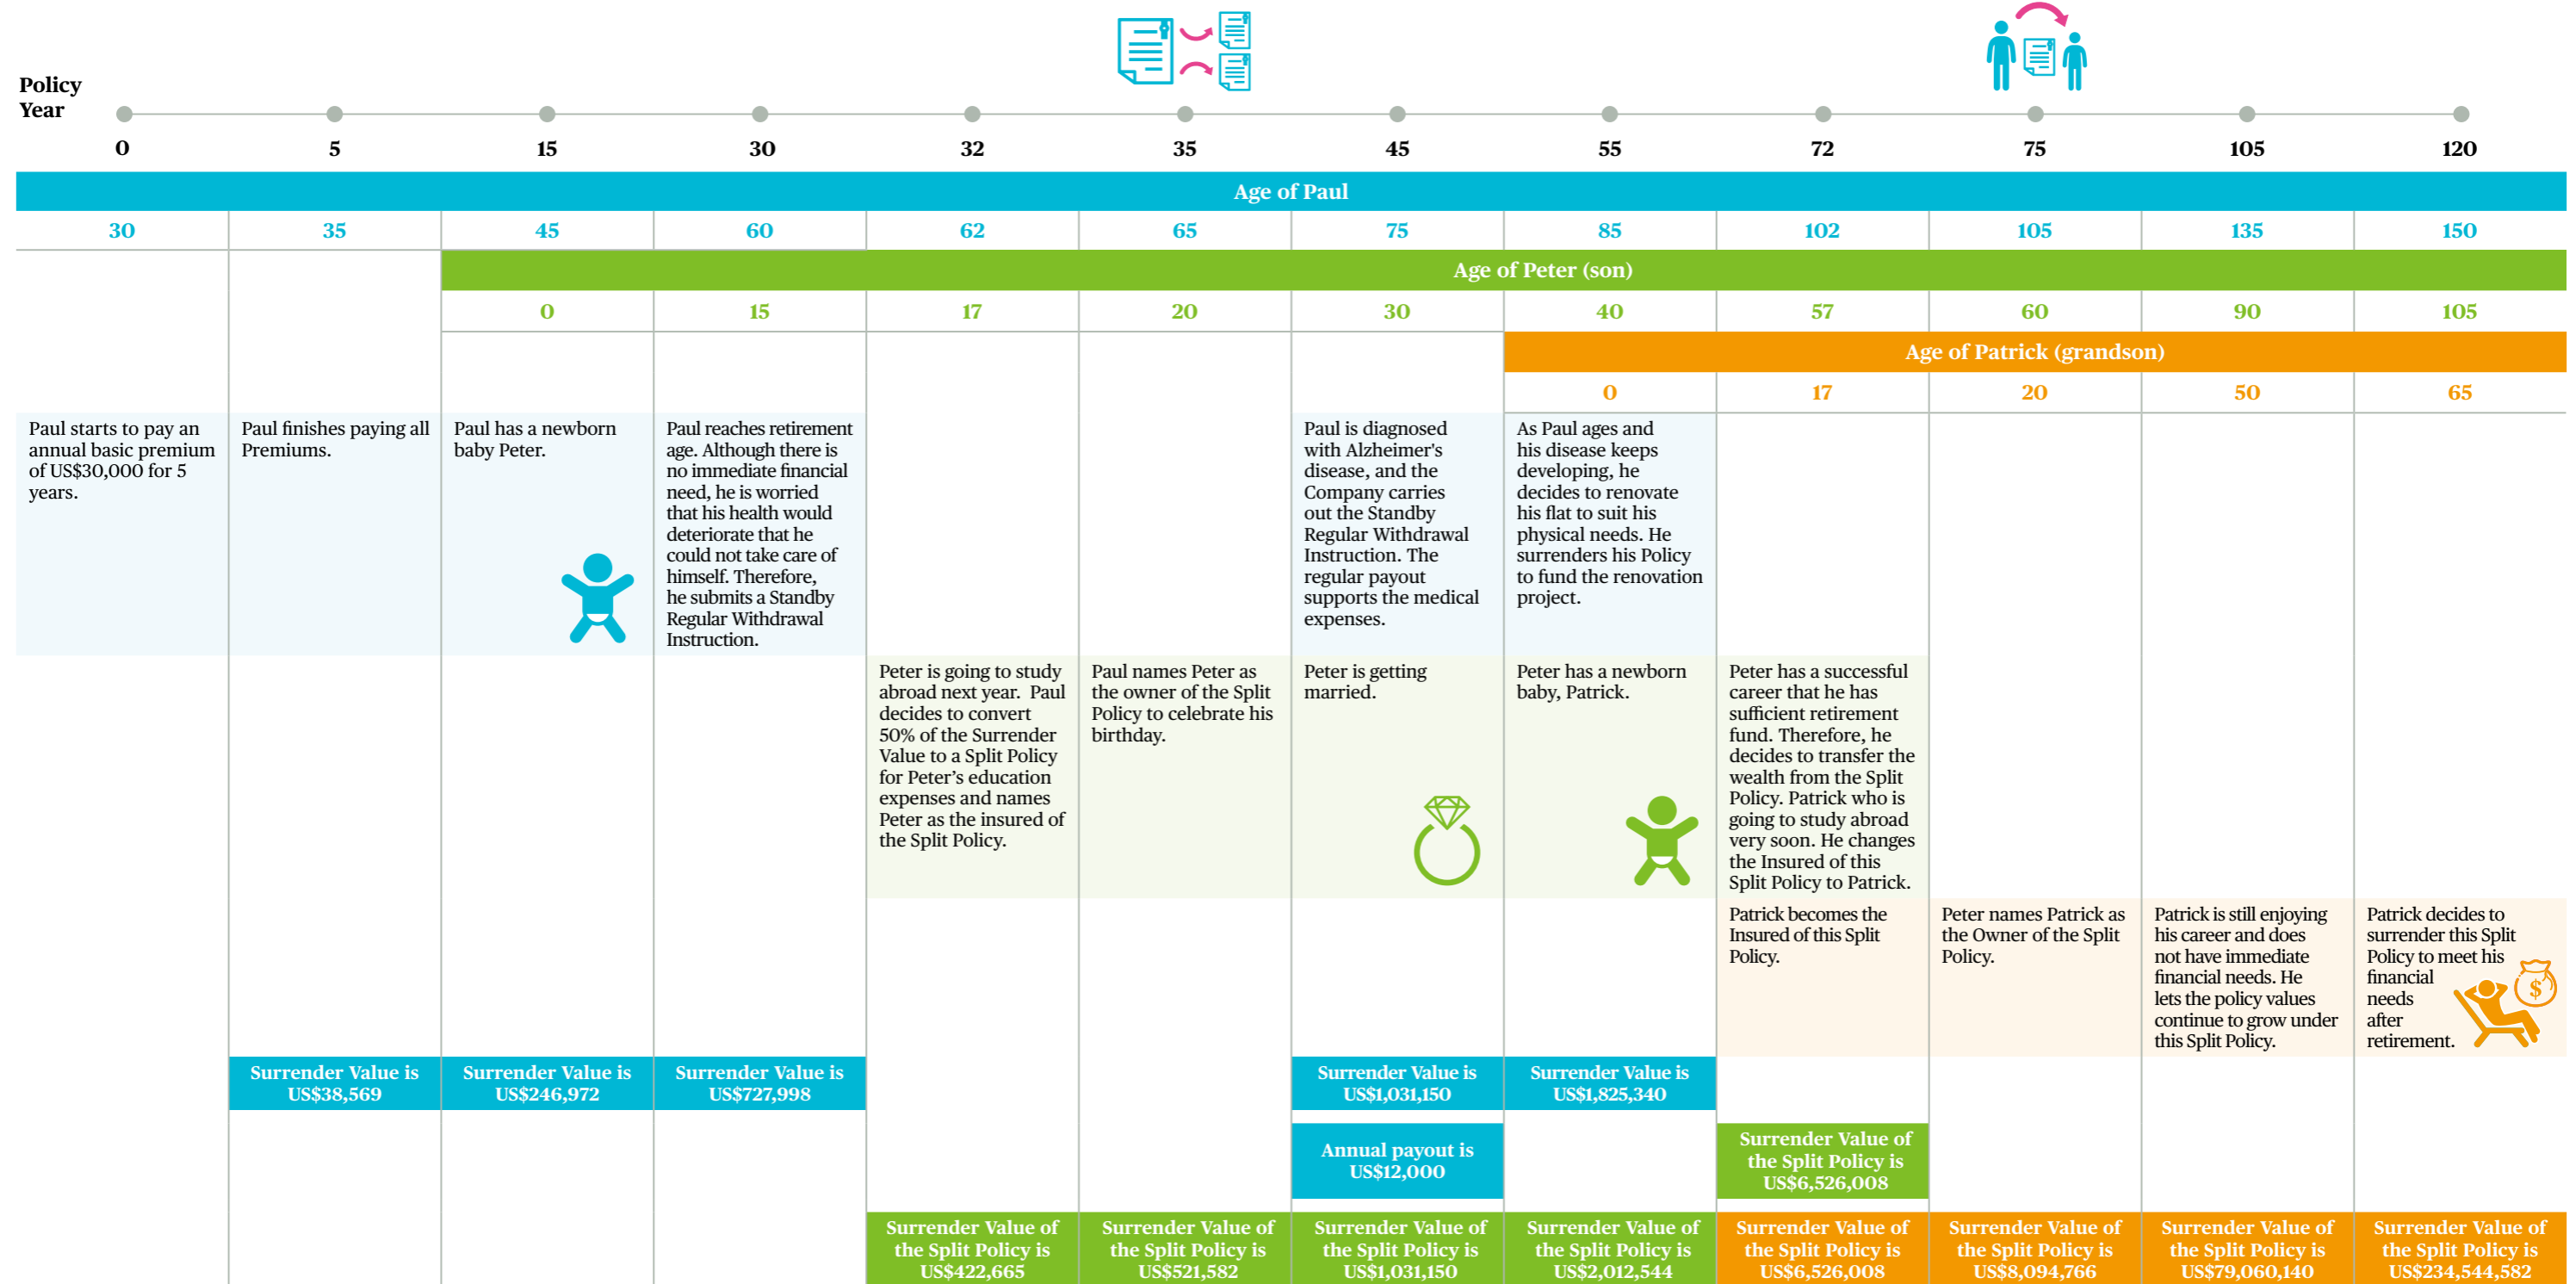 Policy
Year
0 5 15 30 32 35 45 55 72 75 105 120
Age of Paul
30 35 45 60 62 65 75 85 102 105 135 150
Age of Peter (son)
0 15 17 20 30 40 57 60 90 105
Age of Patrick (grandson)
0 17 20 50 65
Paul starts to pay an
annual basic premium
of US$30,000 for 5
years.
Paul finishes paying all
Premiums.
Paul has a newborn
baby Peter.
Paul reaches retirement
age. Although there is
no immediate financial
need, he is worried
that his health would
deteriorate that he
could not take care of
himself. Therefore,
he submits a Standby
Regular Withdrawal
Instruction.
Paul is diagnosed
with Alzheimer's
disease, and the
Company carries
out the Standby
Regular Withdrawal
Instruction. The
regular payout
supports the medical
expenses.
As Paul ages and
his disease keeps
developing, he
decides to renovate
his flat to suit his
physical needs. He
surrenders his Policy
to fund the renovation
project.
Peter is going to study
abroad next year. Paul
decides to convert
50% of the Surrender
Value to a Split Policy
for Peter’s education
expenses and names
Peter as the insured of
the Split Policy.
Paul names Peter as
the owner of the Split
Policy to celebrate his
birthday.
Peter is getting
married.
Peter has a newborn
baby, Patrick.
Peter has a successful
career that he has
sufficient retirement
fund. Therefore, he
decides to transfer the
wealth from the Split
Policy. Patrick who is
going to study abroad
very soon. He changes
the Insured of this
Split Policy to Patrick.
Patrick becomes the
Insured of this Split
Policy.
Peter names Patrick as
the Owner of the Split
Policy.
Patrick is still enjoying
his career and does
not have immediate
financial needs. He
lets the policy values
continue to grow under
this Split Policy.
Patrick decides to
surrender this Split
Policy to meet his
financial
needs
after
retirement.
$
Surrender Value is
US$38,569
Surrender Value is
US$246,972
Surrender Value is
US$727,998
Surrender Value is
US$1,031,150
Surrender Value is
US$1,825,340
Annual payout is
US$12,000
Surrender Value of
the Split Policy is
US$6,526,008
Surrender Value of
the Split Policy is
US$422,665
Surrender Value of
the Split Policy is
US$521,582
Surrender Value of
the Split Policy is
US$1,031,150
Surrender Value of
the Split Policy is
US$2,012,544
Surrender Value of
the Split Policy is
US$6,526,008
Surrender Value of
the Split Policy is
US$8,094,766
Surrender Value of
the Split Policy is
US$79,060,140
Surrender Value of
the Split Policy is
US$234,544,582